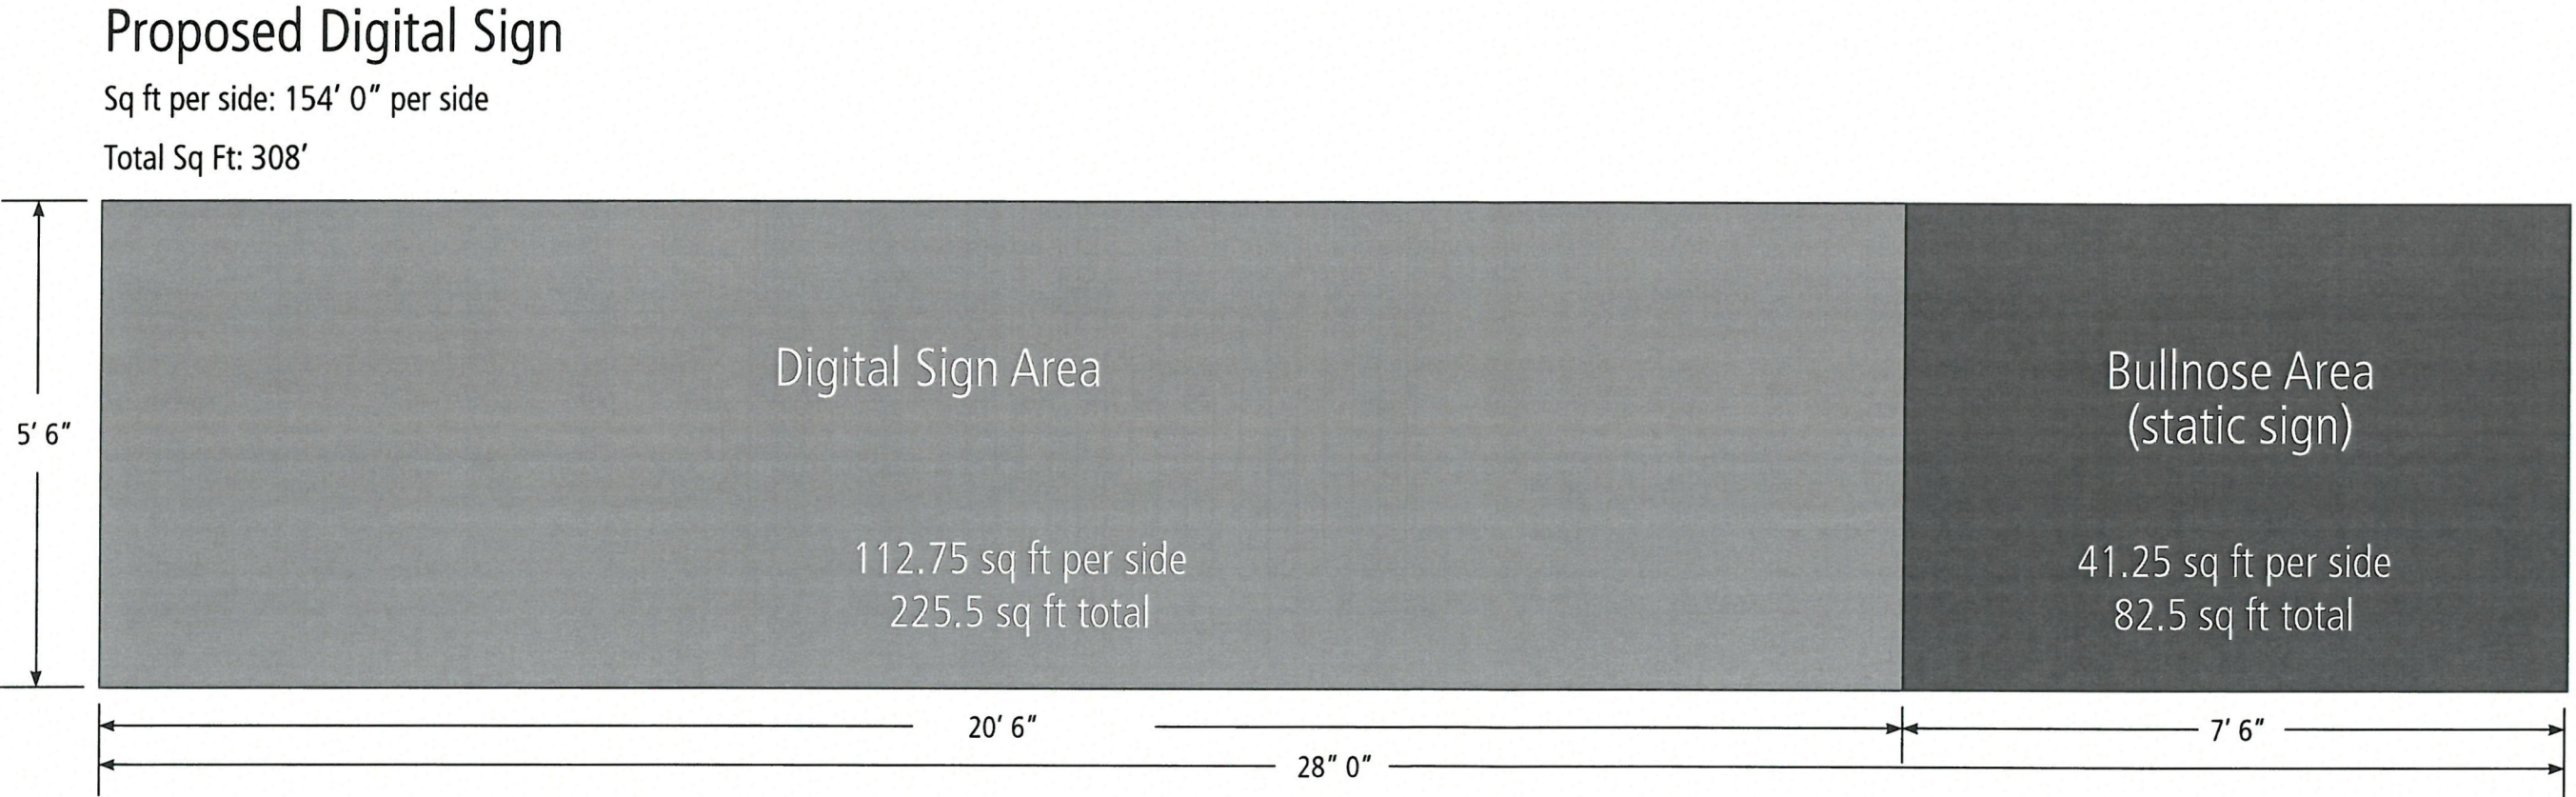 Proposed Digital Sign
Sq ft per side: 154’ 0” per side
Total Sq Ft: 308’
5’ 6”
Digital Sign Area
112.75 sq ft per side
225.5 sq ft total
Bullnose Area
(static sign)
41.25 sq ft per side
82.5 sq ft total
20’ 6”
7’ 6”
28” 0”